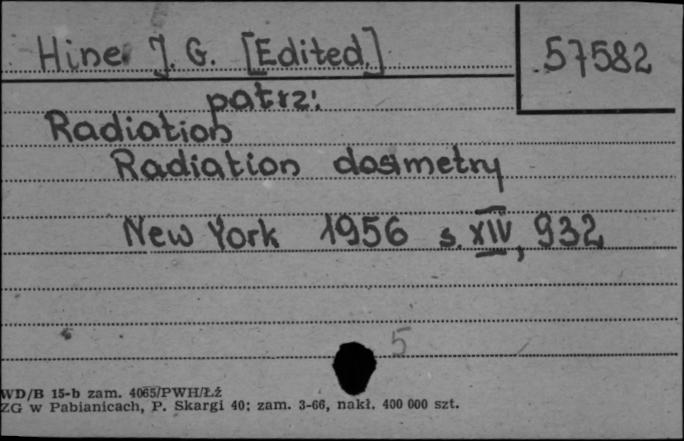 Hine J. G. [Edited.] 57582
patrz:
Radiation
Radiation dosimetry
New York 1956 s. XIV, 932
5
WD/B 15-b zam. 4065/PWH/Łź
ZG w Pabianicach, P. Skargi 40; zam. 3-66, nakł. 400 000 szt.